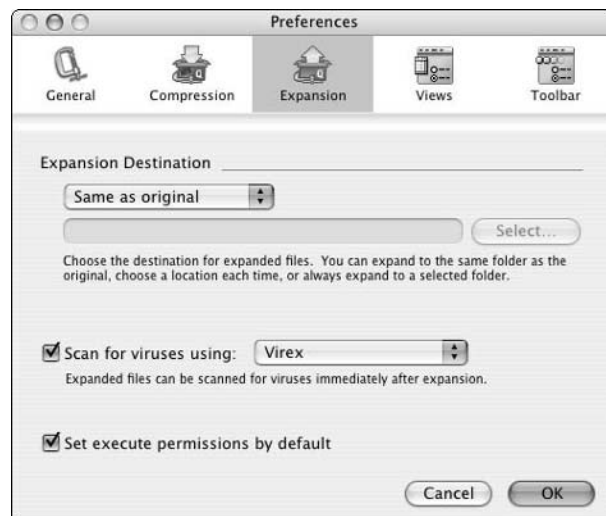 Preferences
General Compression Expansion Views Toolbar
Expansion Destination
Same as original
Select...
Choose the destination for expanded files. You can expand to the same folder as the
original, choose a location each time, or always expand to a selected folder.
Scan for viruses using: Virex
Expanded files can be scanned for viruses immediately after expansion.
Set execute permissions by default
Cancel OK